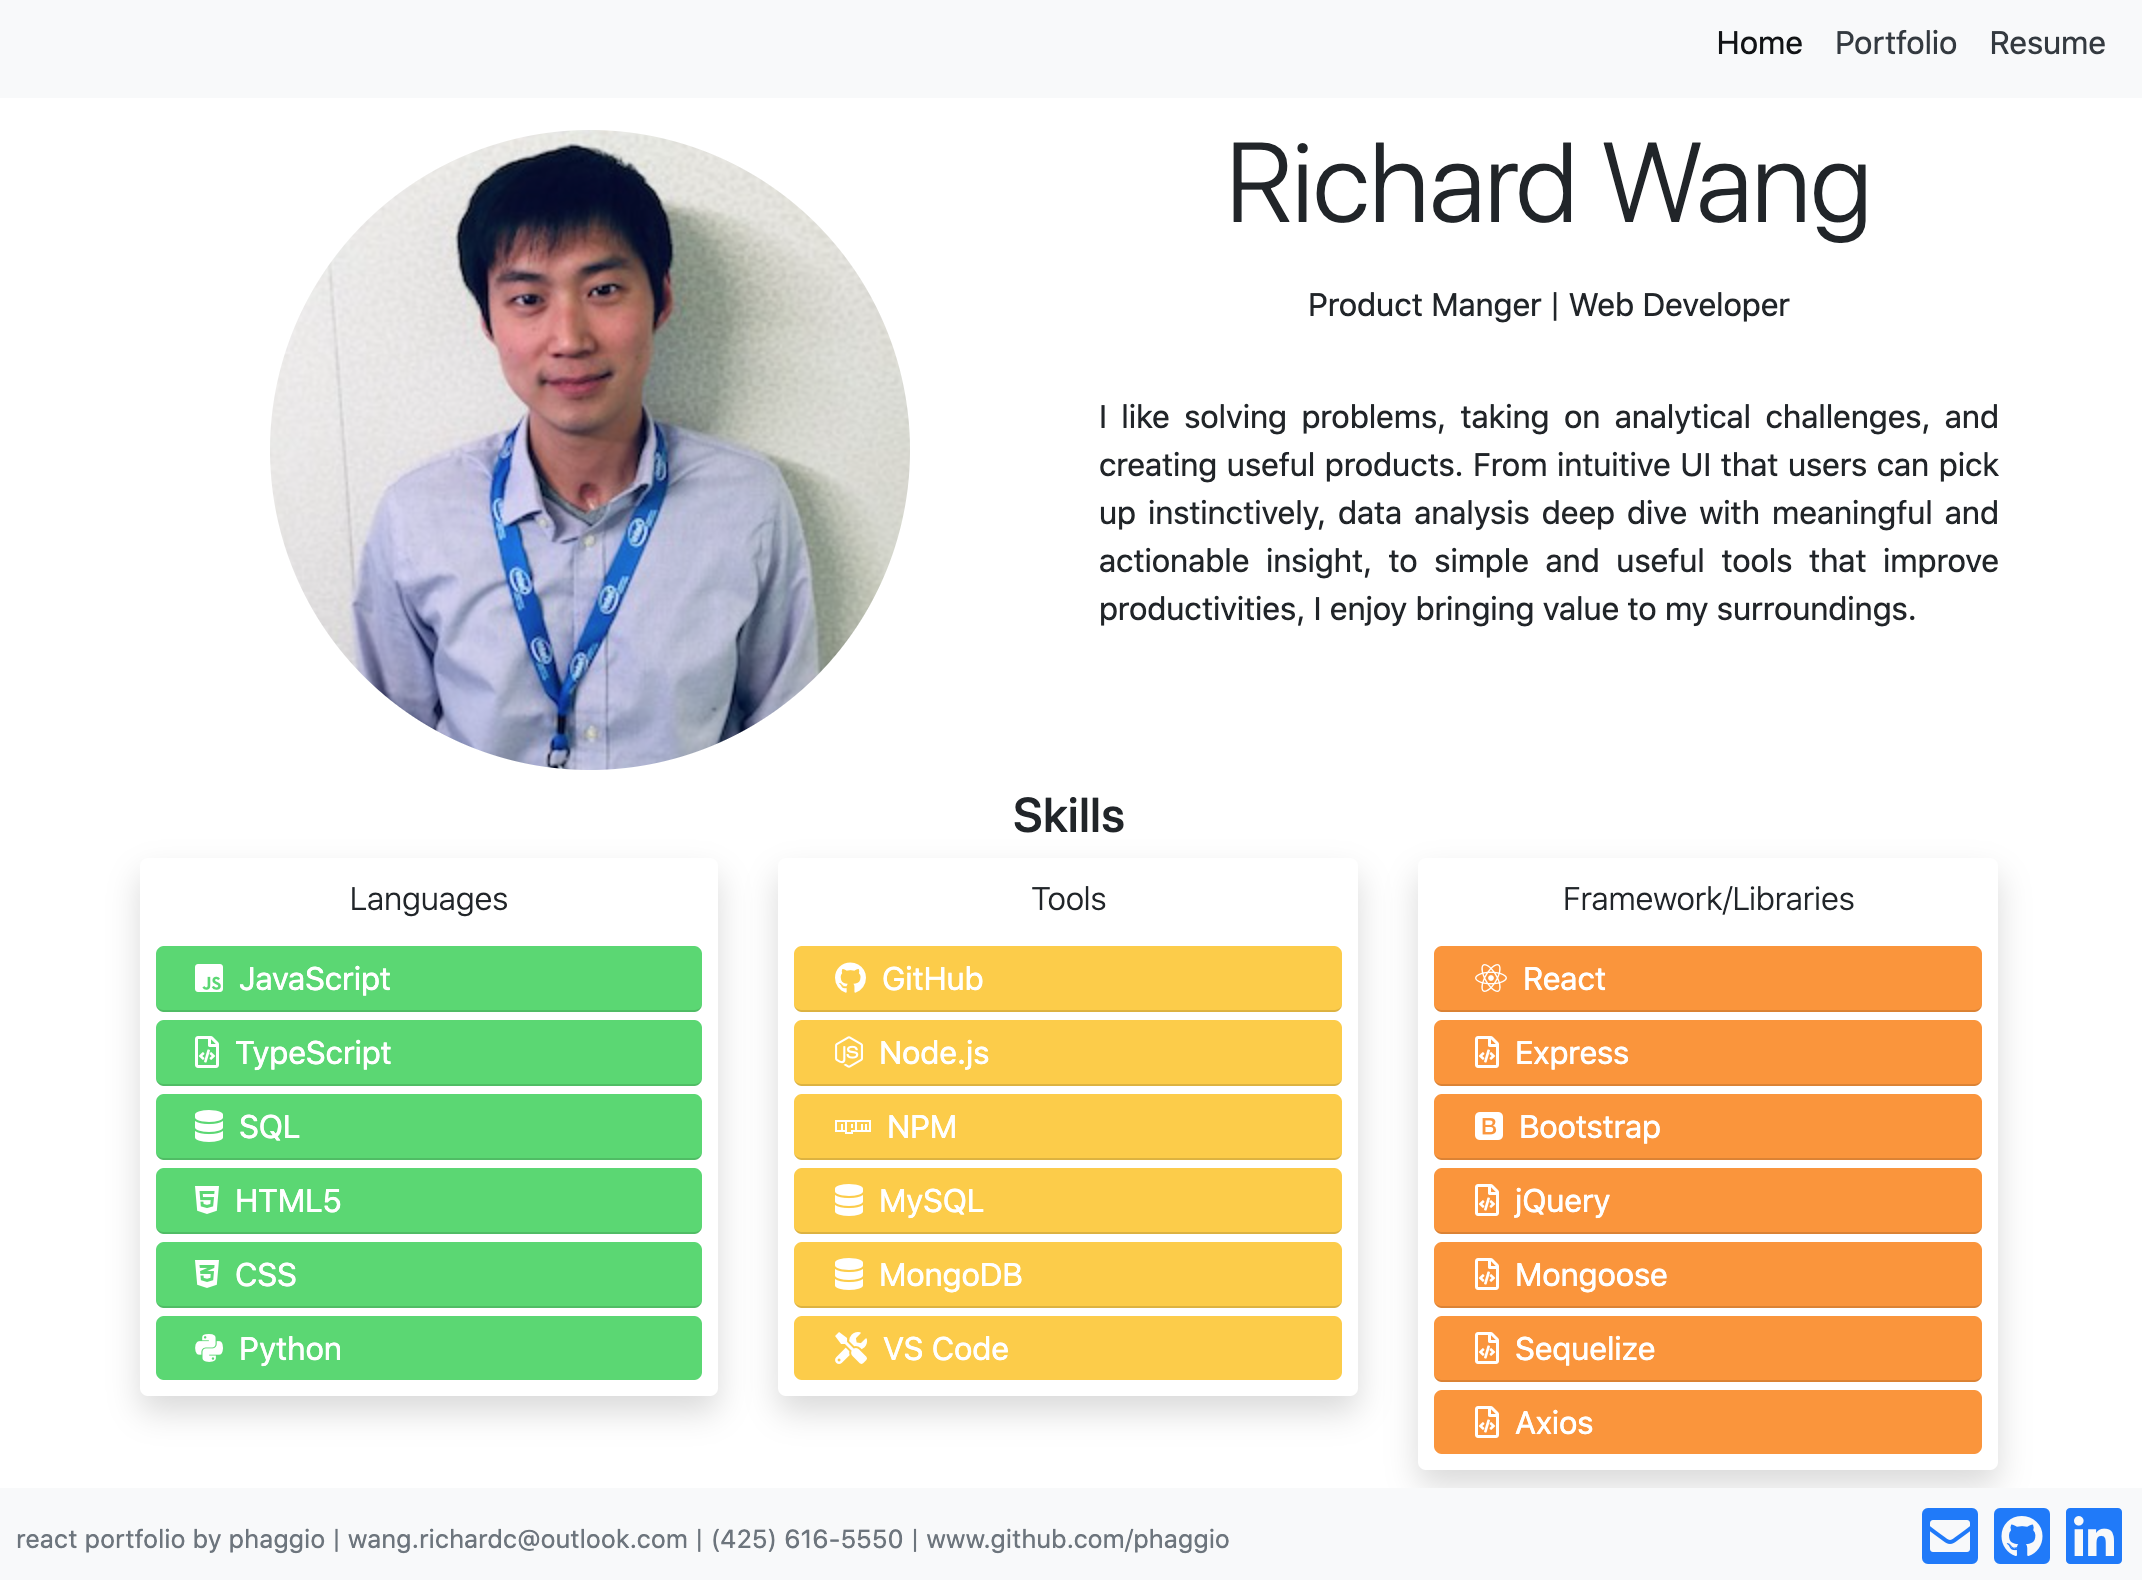 Home Portfolio Resume
Richard Wang
Product Manger | Web Developer
I like solving problems, taking on analytical challenges, and
creating useful products. From intuitive UI that users can pick
up instinctively, data analysis deep dive with meaningful and
actionable insight, to simple and useful tools that improve
productivities, I enjoy bringing value to my surroundings.
Skills
Languages
JavaScript
TypeScript
SQL
HTML5
CSS
Python
Tools
GitHub
Node.js
NPM
MySQL
MongoDB
VS Code
Framework/Libraries
React
Express
Bootstrap
jQuery
Mongoose
Sequelize
Axios
react portfolio by phaggio | wang.richardc@outlook.com | (425) 616-5550 | www.github.com/phaggio